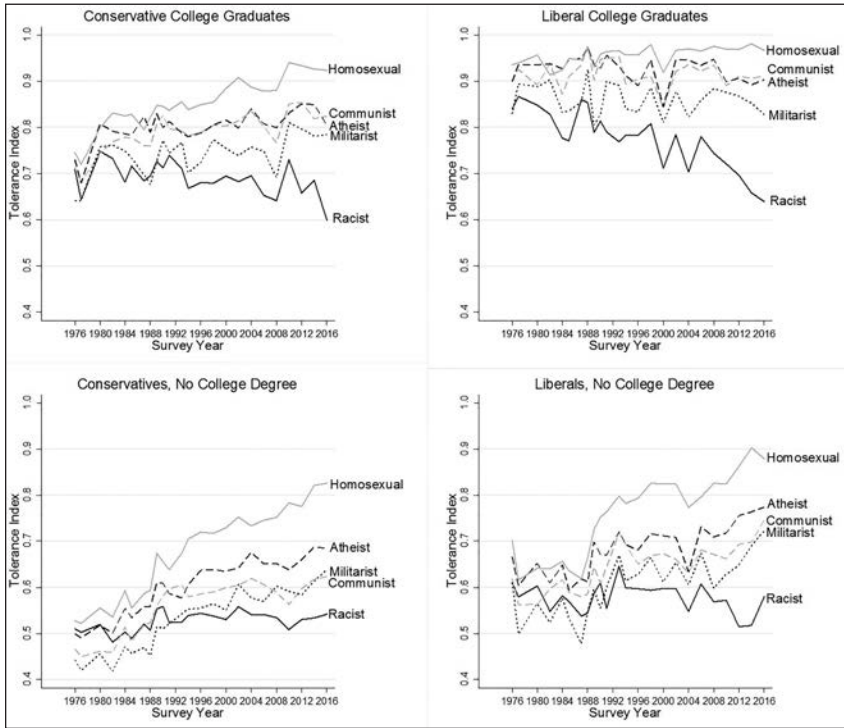 Conservative College Graduates
Tolerance Index
1.0
0.9
0.8
0.7
0.6
0.5
0.4
Homosexual
Communist
Atheist
Militarist
Racist
1976 1980 1984 1988 1992 1996 2000 2004 2008 2012 2016
Survey Year
Liberal College Graduates
Tolerance Index
1.0
0.9
0.8
0.7
0.6
0.5
0.4
Homosexual
Communist
Atheist
Militarist
Racist
1976 1980 1984 1988 1992 1996 2000 2004 2008 2012 2016
Survey Year
Conservatives, No College Degree
Tolerance Index
1.0
0.9
0.8
0.7
0.6
0.5
0.4
Homosexual
Atheist
Militarist
Communist
Racist
1976 1980 1984 1988 1992 1996 2000 2004 2008 2012 2016
Survey Year
Liberals, No College Degree
Tolerance Index
1.0
0.9
0.8
0.7
0.6
0.5
0.4
Homosexual
Atheist
Communist
Militarist
Racist
1976 1980 1984 1988 1992 1996 2000 2004 2008 2012 2016
Survey Year